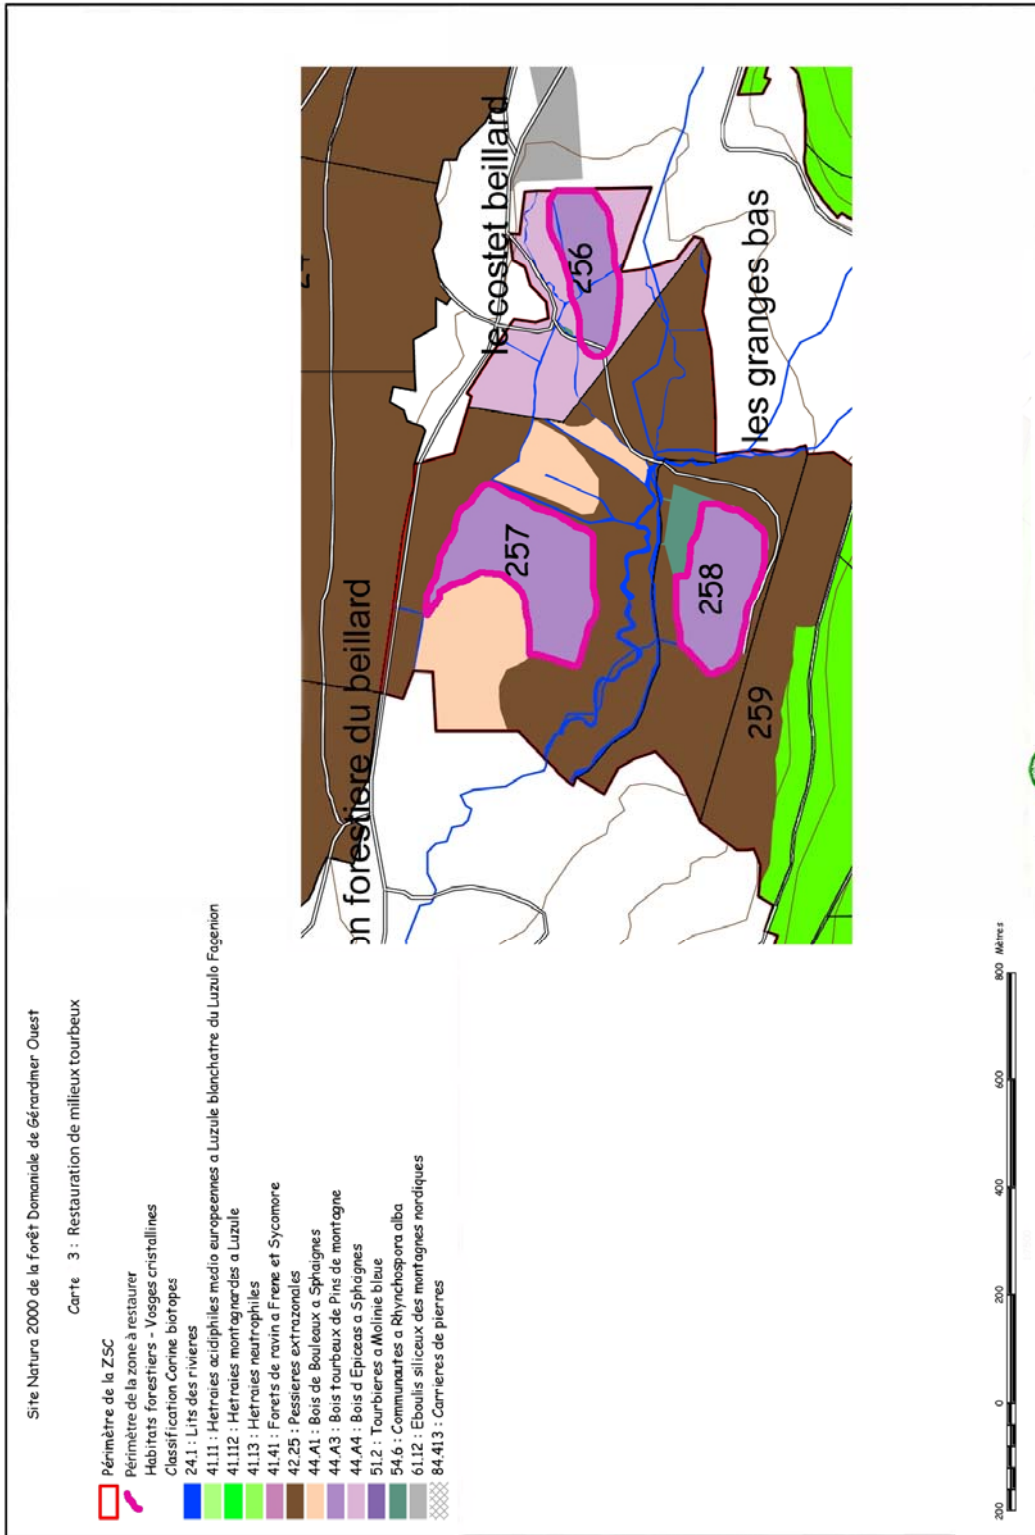 Site Natura 2000 de la forêt Domaniale de Gérardmer Ouest
Carte 3 : Restauration de milieux tourbeux
Périmètre de la ZSC
Périmètre de la zone à restaurer
Habitats forestiers - Vosges cristallines
Classification Corine biotopes
24.1 : Lits des rivieres
41.11 : Hetraies acidiphiles medio europeennes a Luzule blanchatre du Luzulo Fagenion
41.112 : Hetraies montagnardes a Luzule
41.13 : Hetraies neutrophiles
41.41 : Forets de ravin a Frene et Sycomore
42.25 : Pessieres extrazonales
44.A1 : Bois de Bouleaux a Sphaignes
44.A3 : Bois tourbeux de Pins de montagne
44.A4 : Bois d Epiceas a Sphaignes
51.2 : Tourbieres a Molinie bleue
54.6 : Communautes a Rhynchospora alba
61.12 : Eboulis siliceux des montagnes nordiques
84.413 : Carrieres de pierres
on forestiere du beillard
le costet beillard
256
257
258
259
les granges bas
200 0 200 400 600 800 Mètres